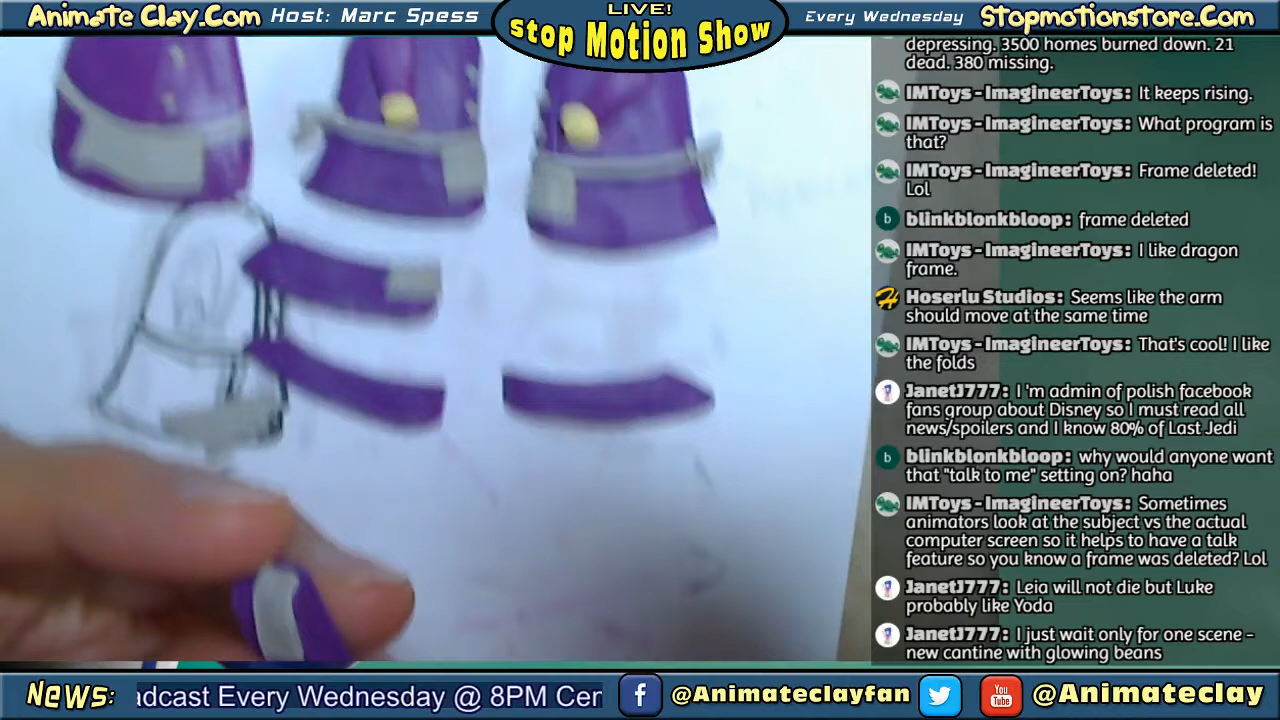 Animate Clay.Com Host: Marc Spess
LIVE!
Stop Motion Show
Every Wednesday Stopmotionstore.Com
depressing. 3500 homes burned down. 21
dead. 380 missing.
IMToys - ImagineerToys: It keeps rising.
IMToys - ImagineerToys: What program is
that?
IMToys - ImagineerToys: Frame deleted!
Lol
b blinkblonkbloop: frame deleted
IMToys - ImagineerToys: I like dragon
frame.
Hoserlu Studios: Seems like the arm
should move at the same time
IMToys - ImagineerToys: That's cool! I like
the folds
JanetJ777: I 'm admin of polish facebook
fans group about Disney so I must read all
news/spoilers and I know 80% of Last Jedi
b blinkblonkbloop: why would anyone want
that "talk to me" setting on? haha
IMToys - ImagineerToys: Sometimes
animators look at the subject vs the actual
computer screen so it helps to have a talk
feature so you know a frame was deleted? Lol
JanetJ777: Leia will not die but Luke
probably like Yoda
JanetJ777: I just wait only for one scene -
new cantine with glowing beans
News: adcast Every Wednesday @ 8PM Cen
f @Animateclayfan You Tube @Animateclay